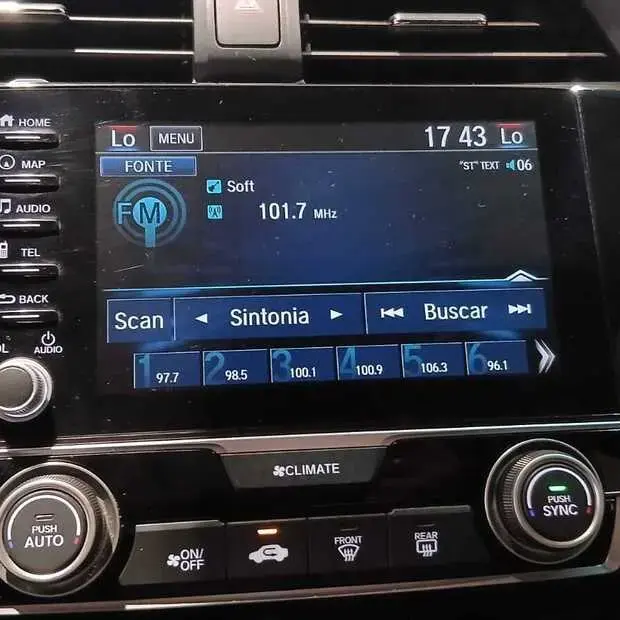 HOME
MAP
AUDIO
TEL
BACK
AUDIO
Lo MENU 17 43 Lo
FONTE "ST" TEXT 06
FM Soft
101.7 MHz
Scan Sintonia Buscar
1 97.7 2 98.5 3 100.1 4 100.9 5 106.3 6 96.1
CLIMATE
PUSH AUTO
ON/OFF
FRONT
REAR
PUSH SYNC